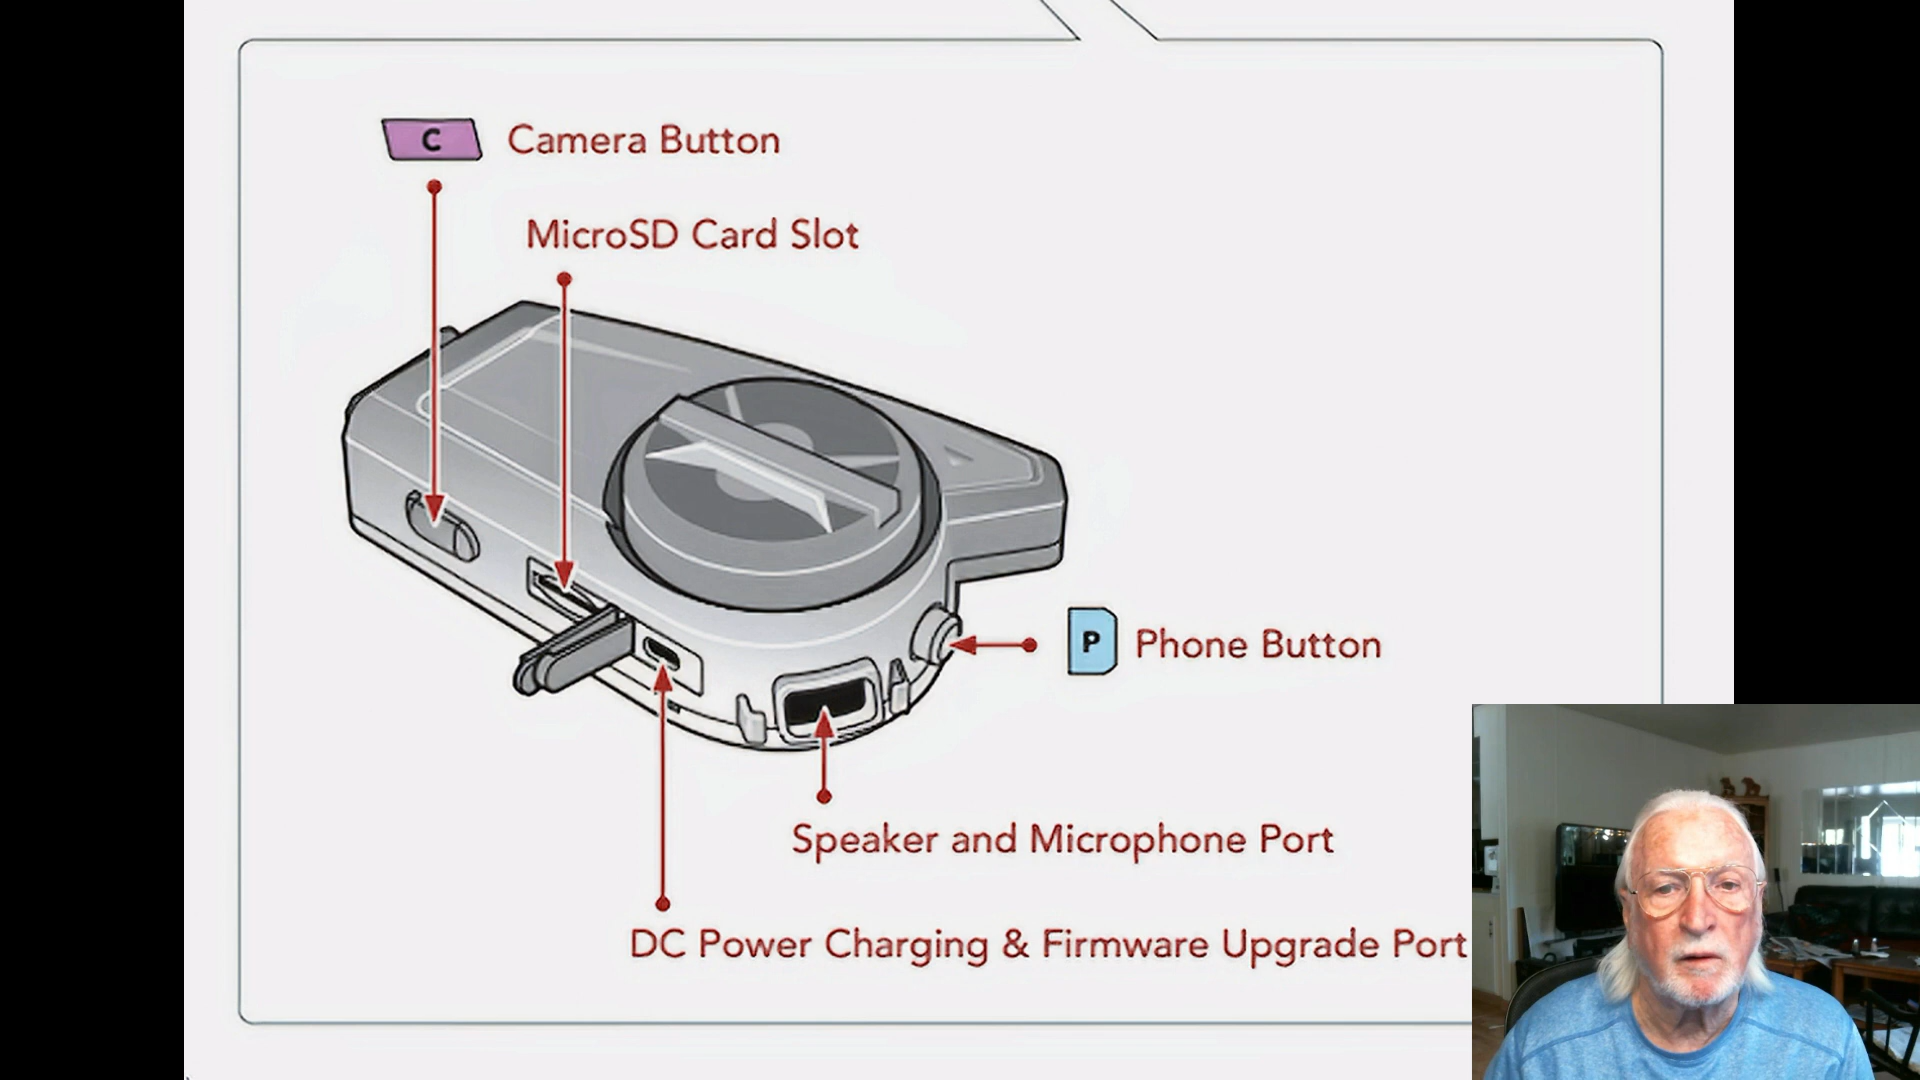 C Camera Button
MicroSD Card Slot
P Phone Button
Speaker and Microphone Port
DC Power Charging & Firmware Upgrade Port